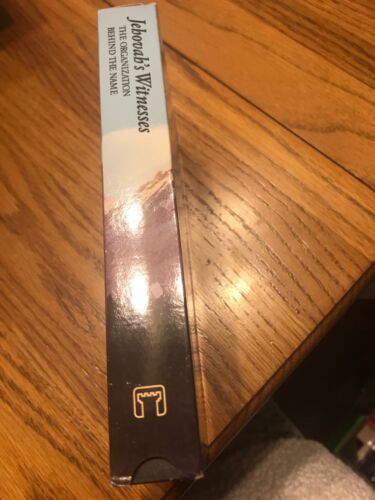 Jehovah's Witnesses
THE ORGANIZATION
BEHIND THE NAME